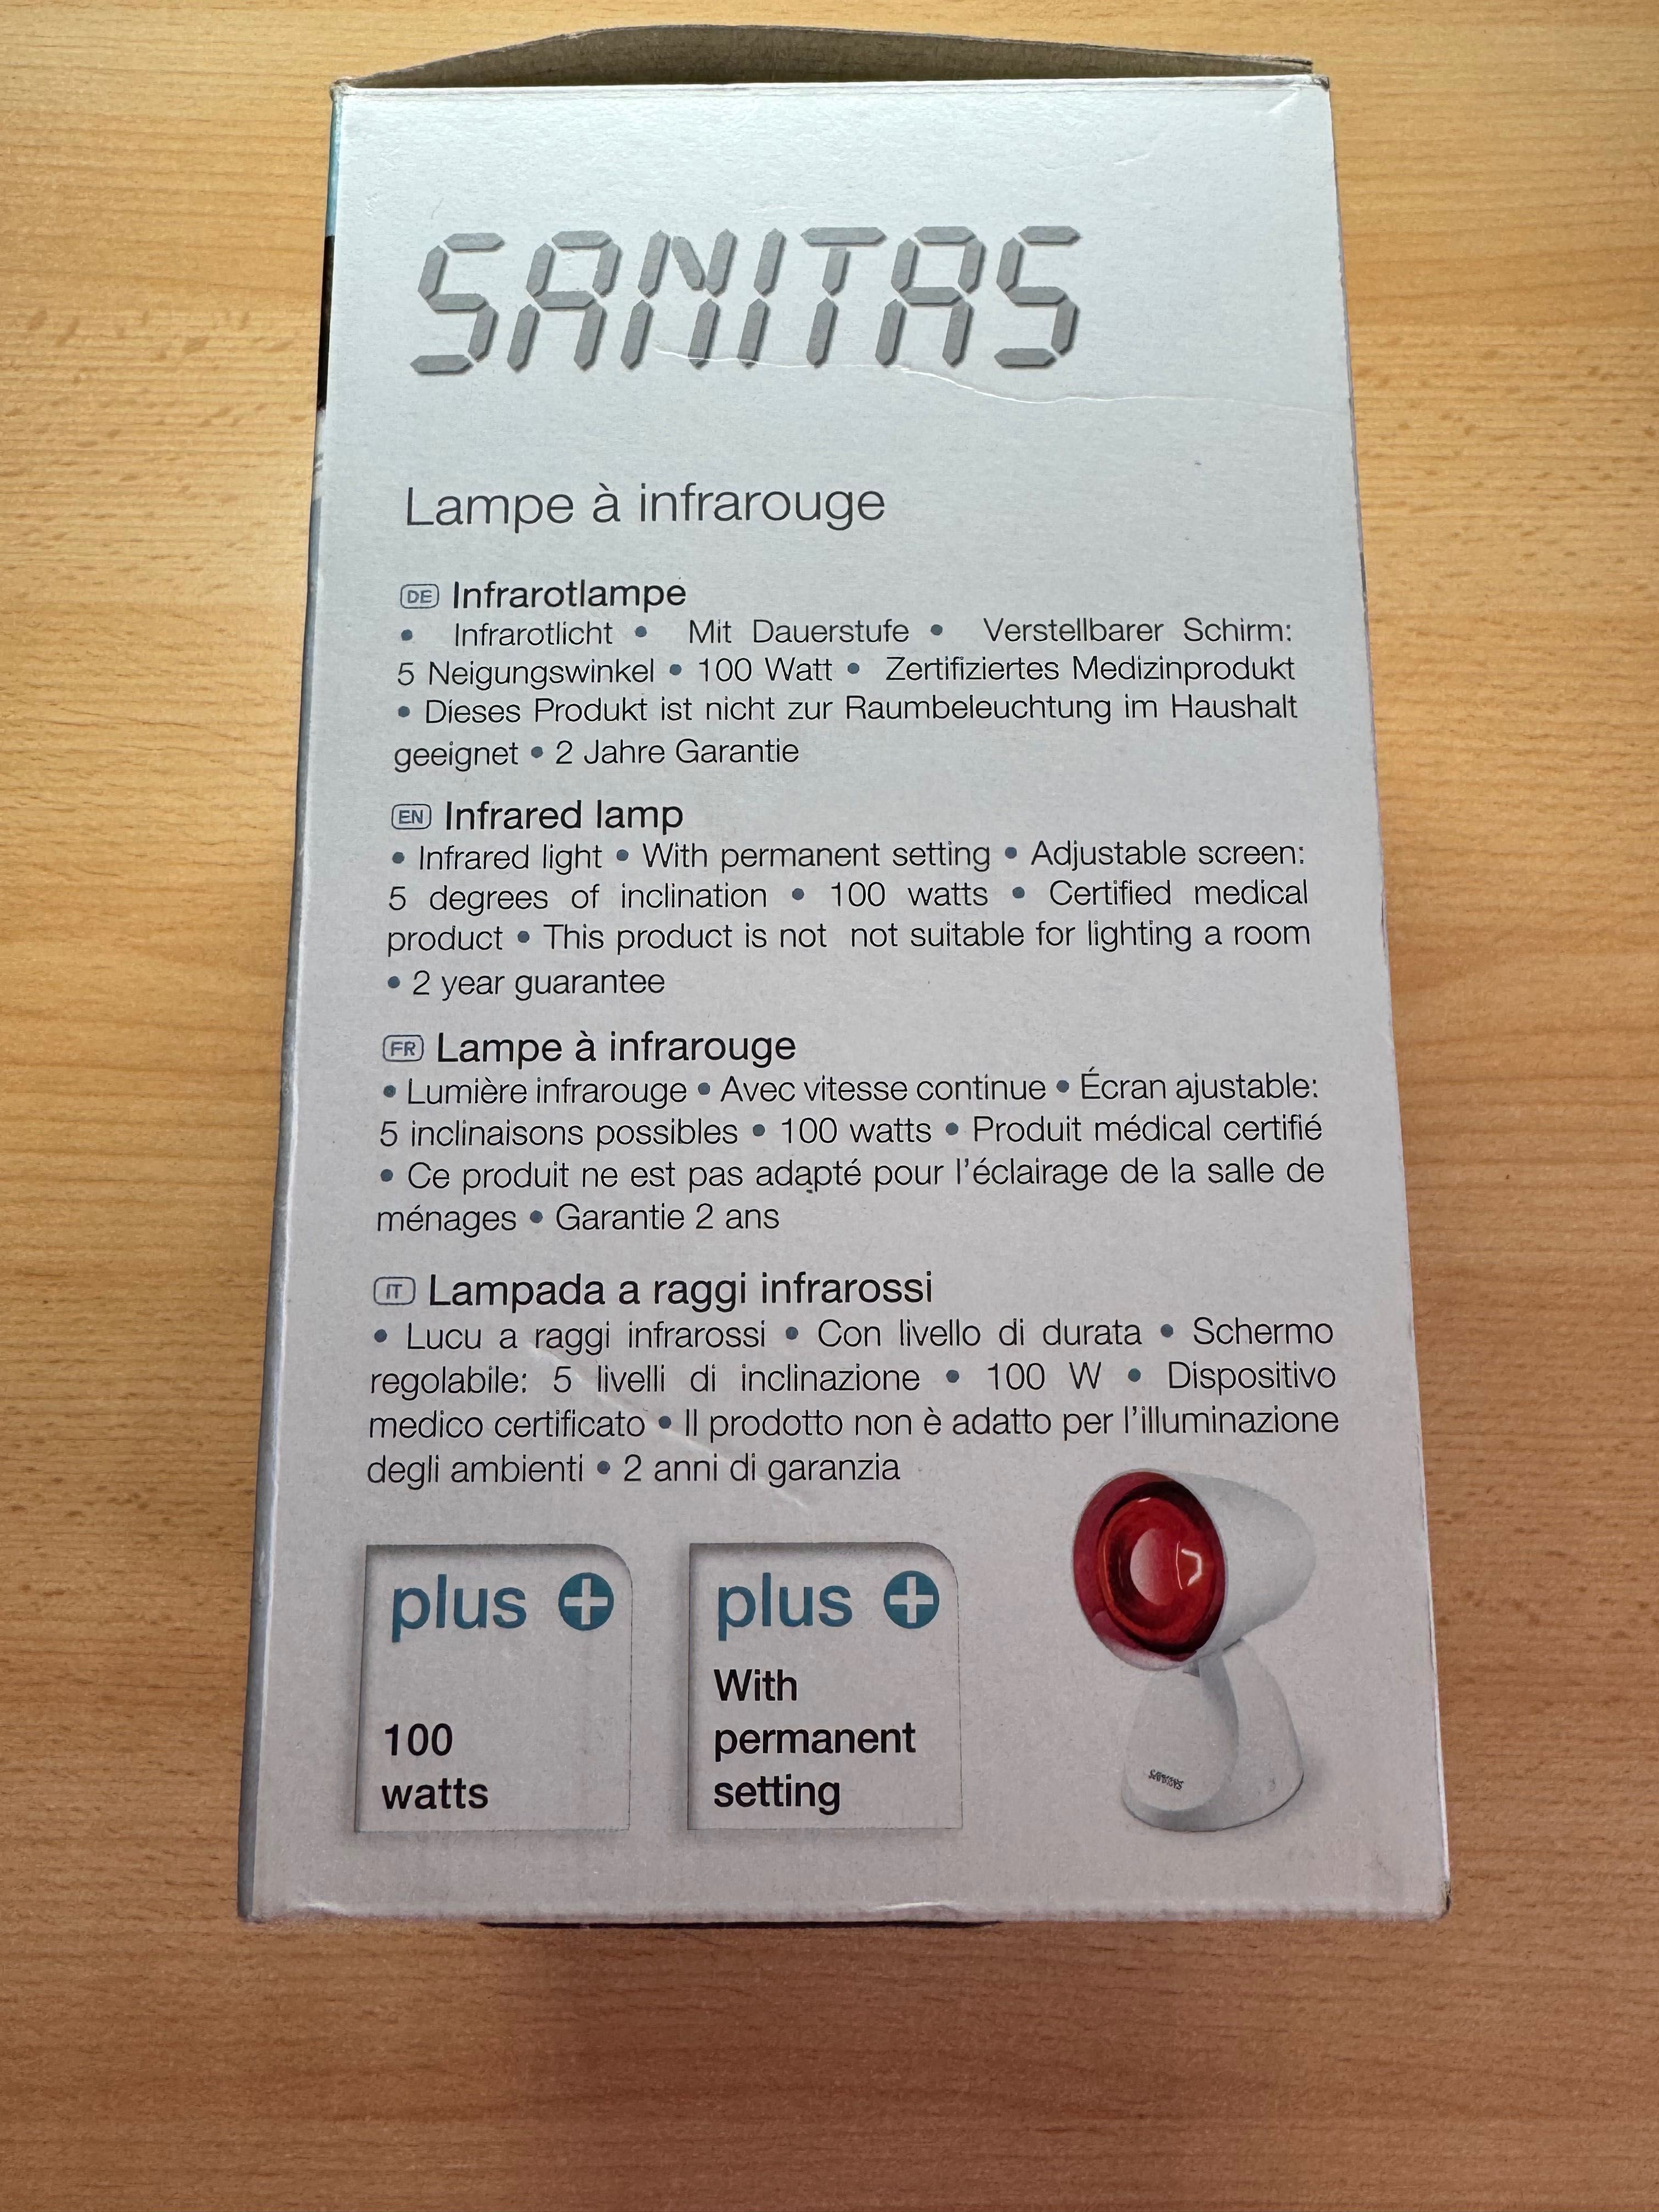 SANITAS
Lampe à infrarouge
DE Infrarotlampe
• Infrarotlicht • Mit Dauerstufe • Verstellbarer Schirm:
5 Neigungswinkel • 100 Watt • Zertifiziertes Medizinprodukt
• Dieses Produkt ist nicht zur Raumbeleuchtung im Haushalt
geeignet • 2 Jahre Garantie
EN Infrared lamp
• Infrared light • With permanent setting • Adjustable screen:
5 degrees of inclination • 100 watts • Certified medical
product • This product is not not suitable for lighting a room
• 2 year guarantee
FR Lampe à infrarouge
• Lumière infrarouge • Avec vitesse continue • Écran ajustable:
5 inclinaisons possibles • 100 watts • Produit médical certifié
• Ce produit ne est pas adapté pour l'éclairage de la salle de
ménages • Garantie 2 ans
IT Lampada a raggi infrarossi
• Lucu a raggi infrarossi • Con livello di durata • Schermo
regolabile: 5 livelli di inclinazione • 100 W • Dispositivo
medico certificato • Il prodotto non è adatto per l'illuminazione
degli ambienti • 2 anni di garanzia
plus +
100
watts
plus +
With
permanent
setting
SANITAS